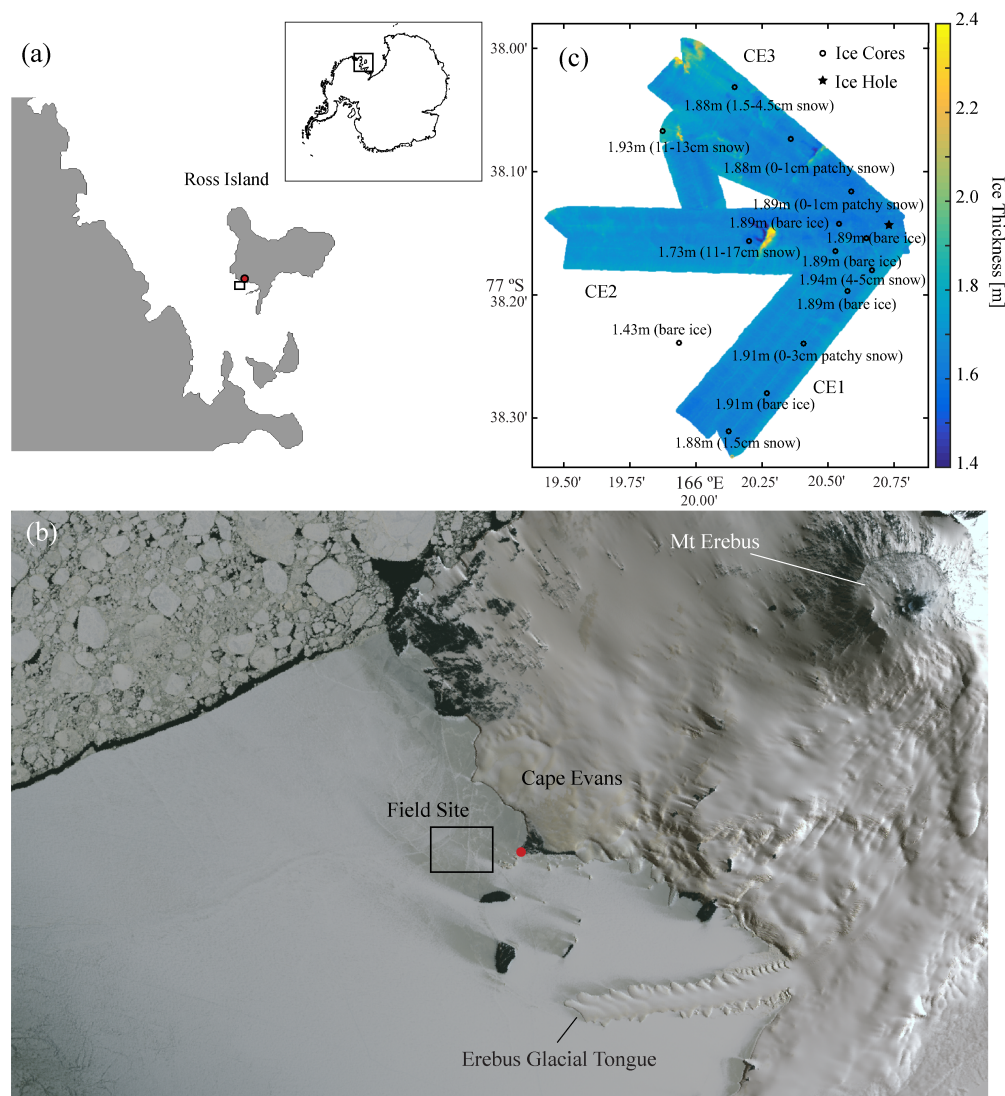 (a)
Ross Island
(c)
CE3
Ice Cores
Ice Hole
38.00'
38.10'
77 ºS
38.20'
38.30'
1.88m (1.5-4.5cm snow)
1.93m (11-13cm snow)
1.88m (0-1cm patchy snow)
1.89m (0-1cm patchy snow)
1.89m (bare ice)
1.89m (bare ice)
1.73m (11-17cm snow)
1.89m (bare ice)
1.94m (4-5cm snow)
CE2
1.89m (bare ice)
1.43m (bare ice)
1.91m (0-3cm patchy snow)
CE1
1.91m (bare ice)
1.88m (1.5cm snow)
19.50'
19.75'
166 ºE
20.00'
20.25'
20.50'
20.75'
2.4
2.2
2.0
1.8
1.6
1.4
Ice Thickness [m]
(b)
Mt Erebus
Cape Evans
Field Site
Erebus Glacial Tongue